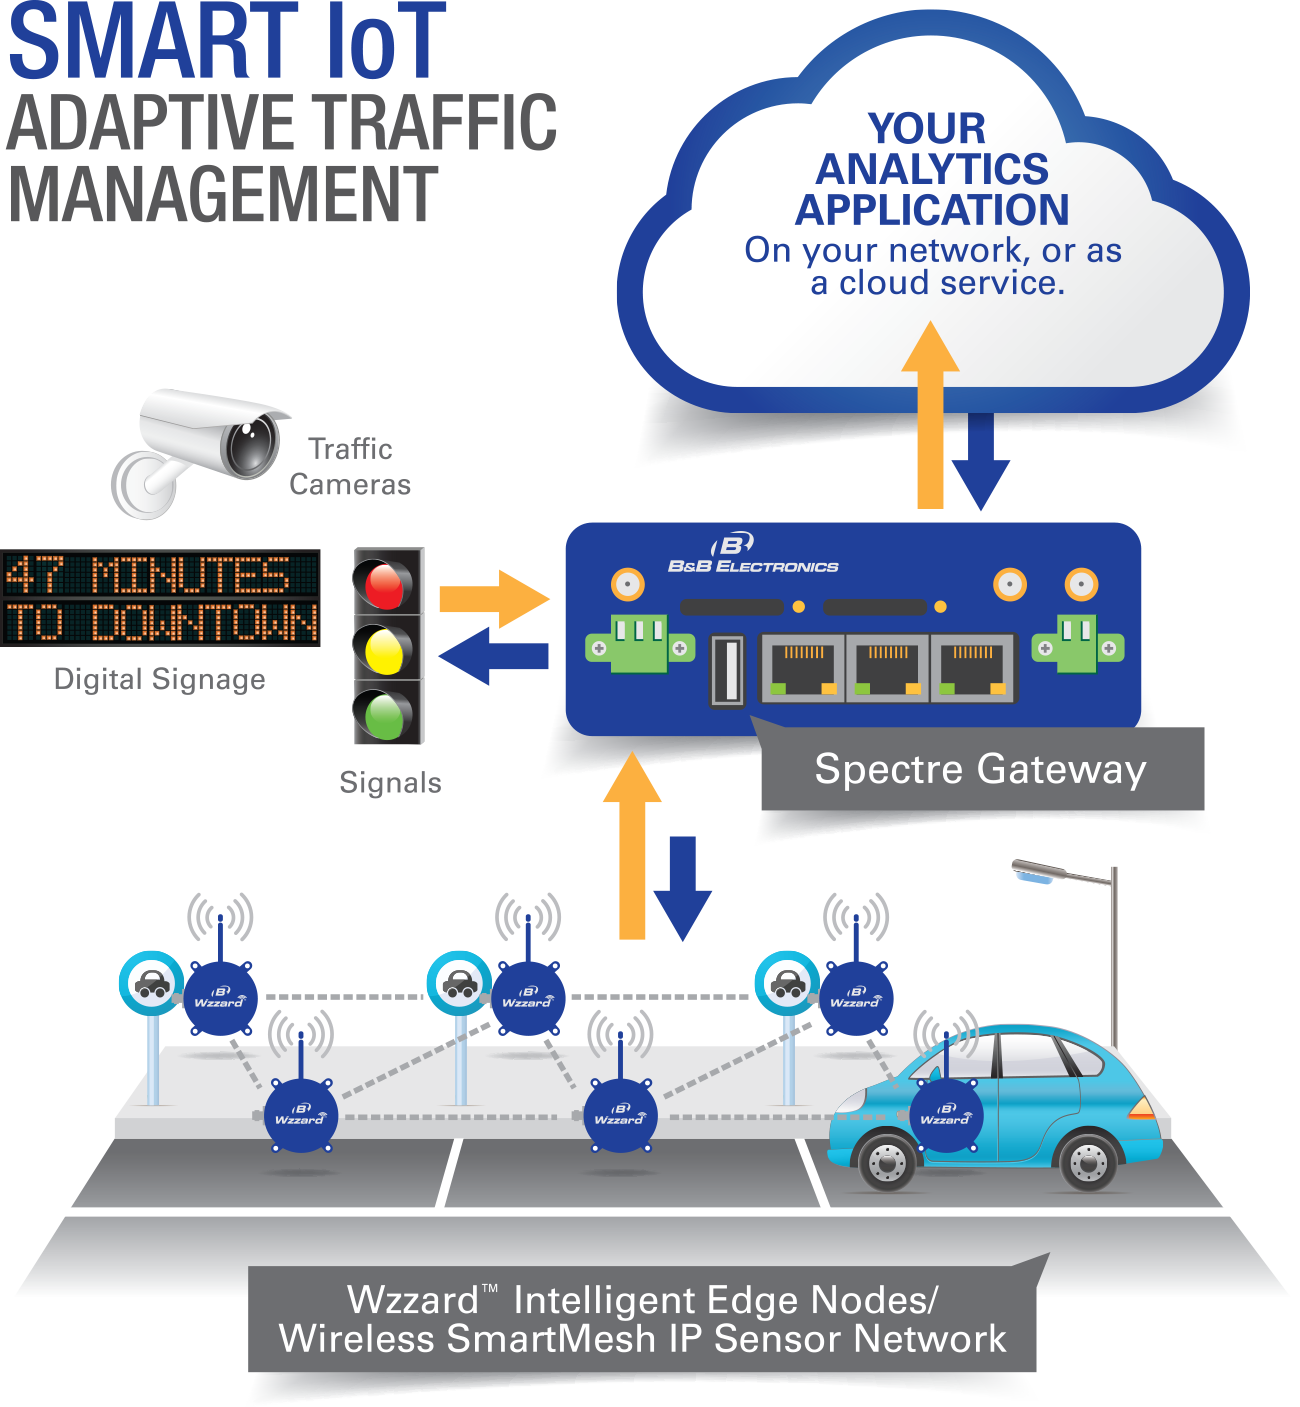 SMART IoT
ADAPTIVE TRAFFIC
MANAGEMENT
YOUR
ANALYTICS
APPLICATION
On your network, or as
a cloud service.
Traffic
Cameras
47 MINUTES
TO DOWNTOWN
Digital Signage
Signals
B
B&B ELECTRONICS
Spectre Gateway
B
Wzzard
B
Wzzard
B
Wzzard
B
Wzzard
B
Wzzard
B
Wzzard
Wzzard™ Intelligent Edge Nodes/
Wireless SmartMesh IP Sensor Network